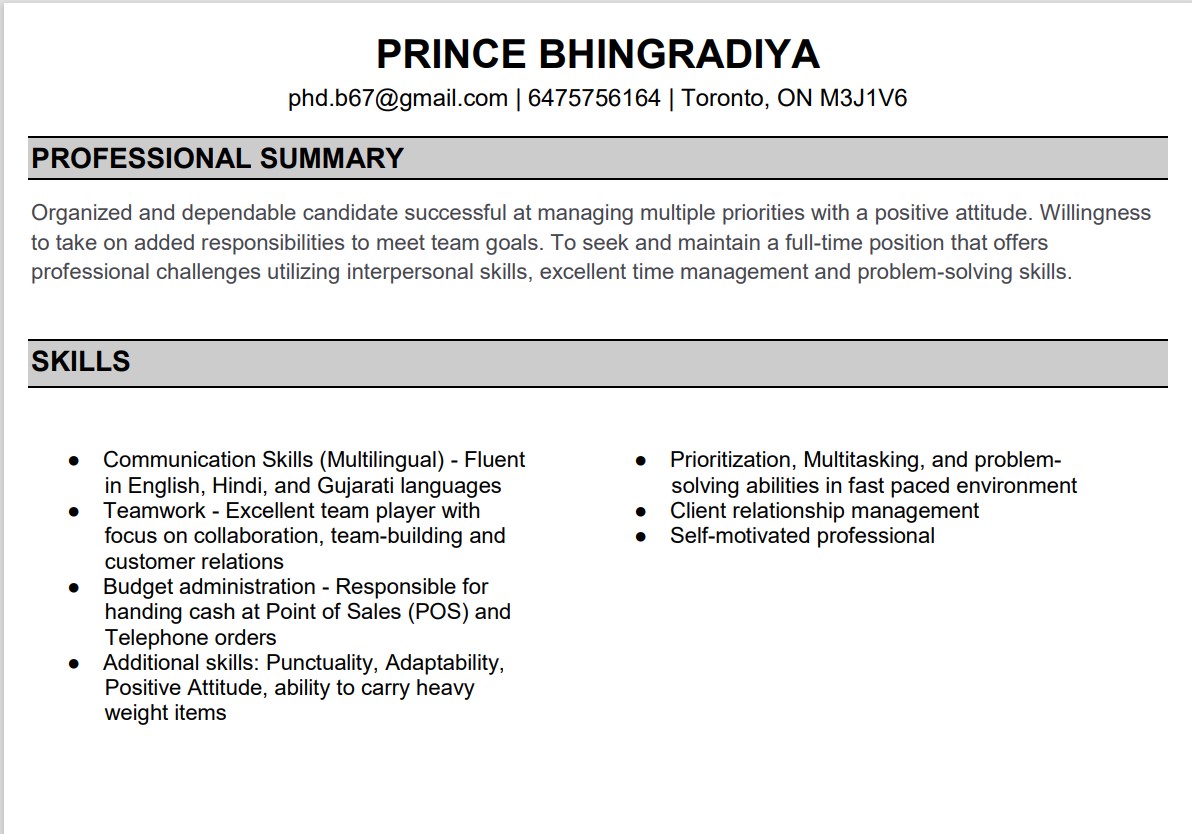 PRINCE BHINGRADIYA
phd.b67@gmail.com | 6475756164 | Toronto, ON M3J1V6
PROFESSIONAL SUMMARY
Organized and dependable candidate successful at managing multiple priorities with a positive attitude. Willingness
to take on added responsibilities to meet team goals. To seek and maintain a full-time position that offers
professional challenges utilizing interpersonal skills, excellent time management and problem-solving skills.
SKILLS
● Communication Skills (Multilingual) - Fluent
in English, Hindi, and Gujarati languages
● Teamwork - Excellent team player with
focus on collaboration, team-building and
customer relations
● Budget administration - Responsible for
handing cash at Point of Sales (POS) and
Telephone orders
● Additional skills: Punctuality, Adaptability,
Positive Attitude, ability to carry heavy
weight items
● Prioritization, Multitasking, and problem-
solving abilities in fast paced environment
● Client relationship management
● Self-motivated professional